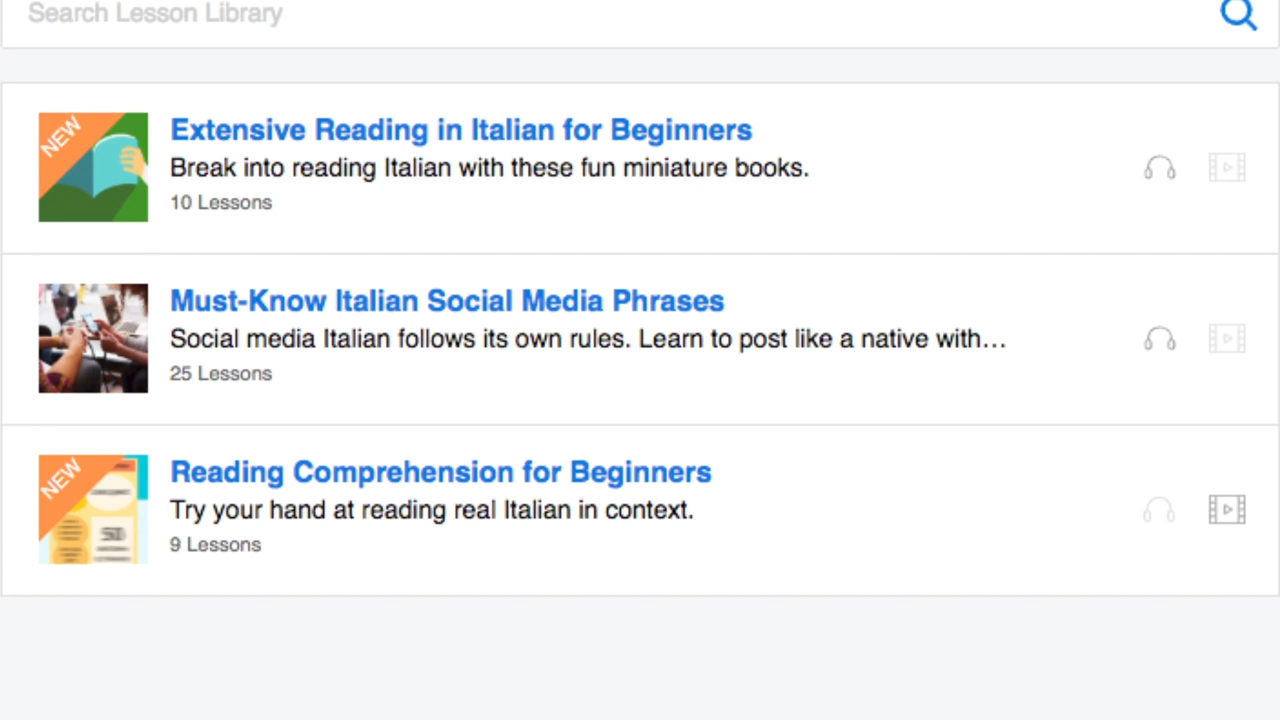 Search Lesson Library
NEW
Extensive Reading in Italian for Beginners
Break into reading Italian with these fun miniature books.
10 Lessons
Must-Know Italian Social Media Phrases
Social media Italian follows its own rules. Learn to post like a native with…
25 Lessons
NEW
Reading Comprehension for Beginners
Try your hand at reading real Italian in context.
9 Lessons